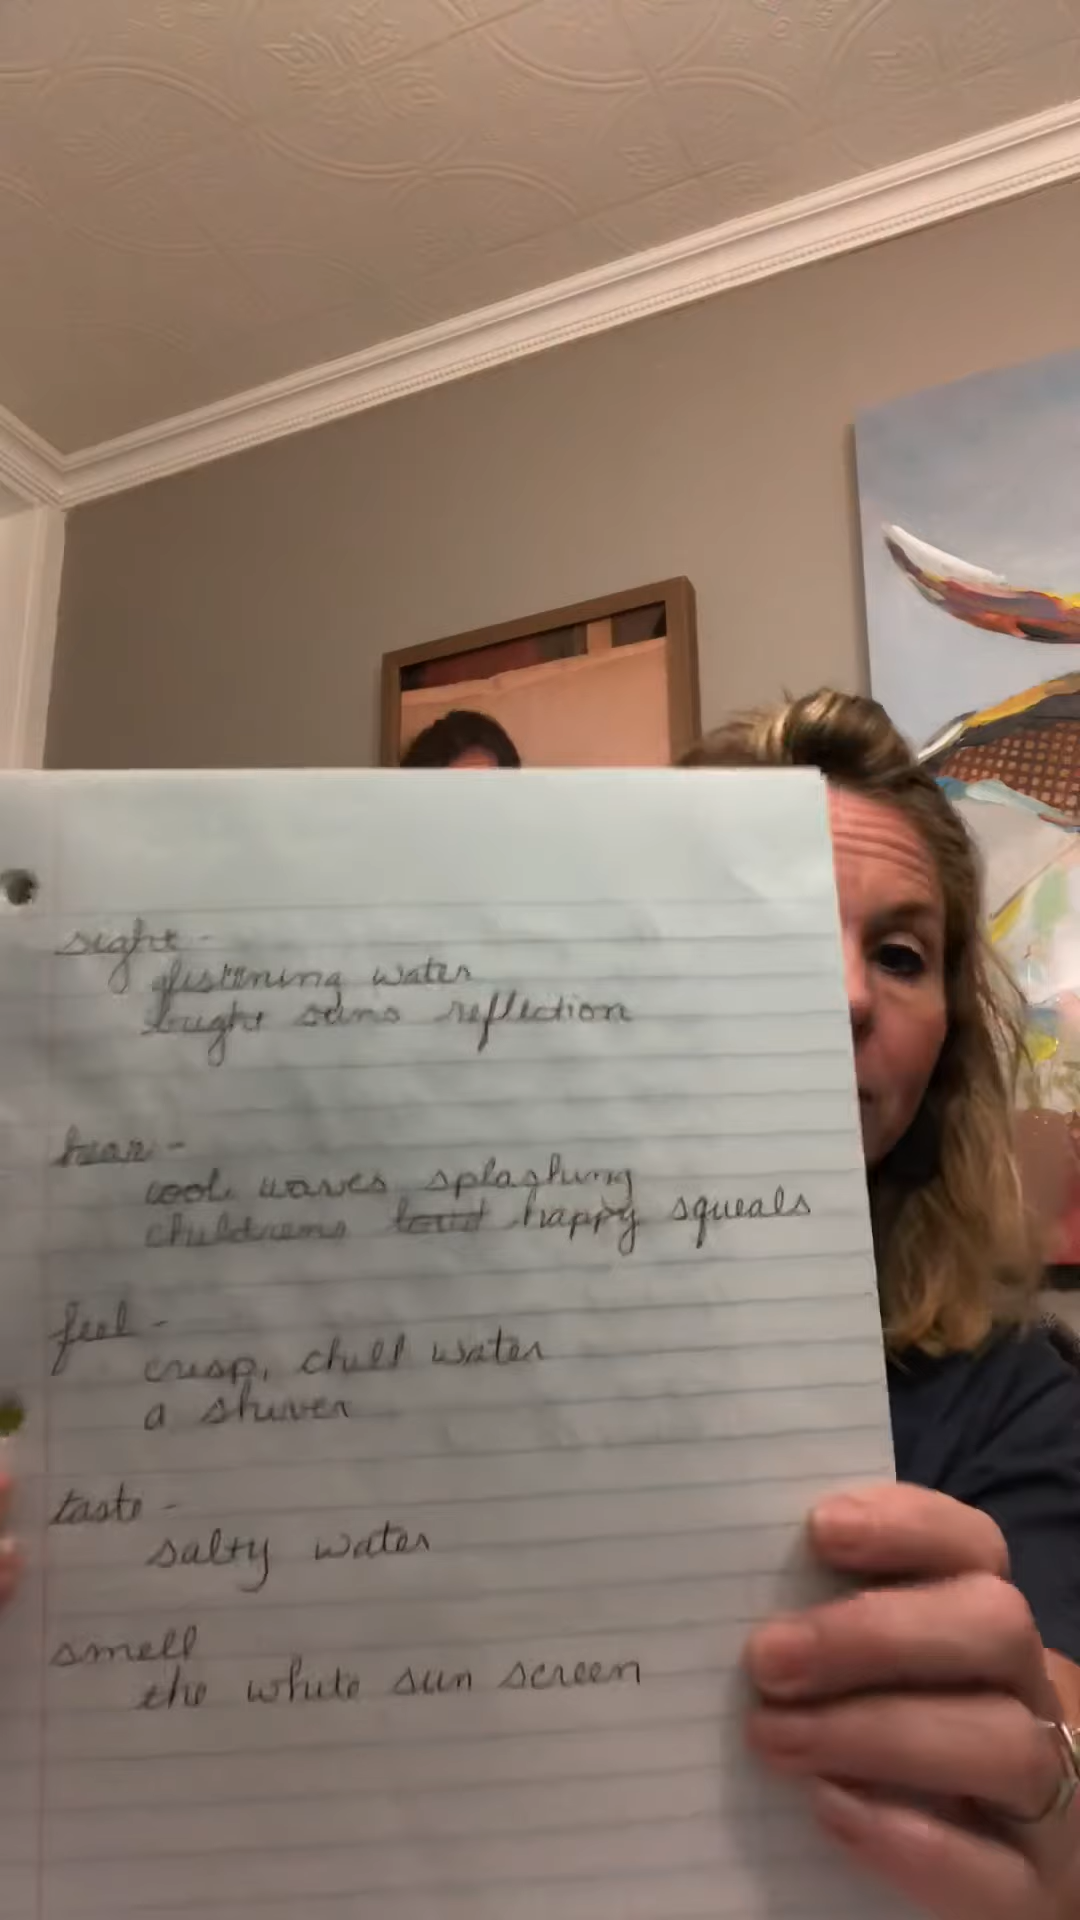 sight -
glistening water
bright suns reflection
hear -
cool waves splashing
childrens loud happy squeals
feel -
crisp, chill water
a shiver
taste -
salty water
smell
the white sun screen